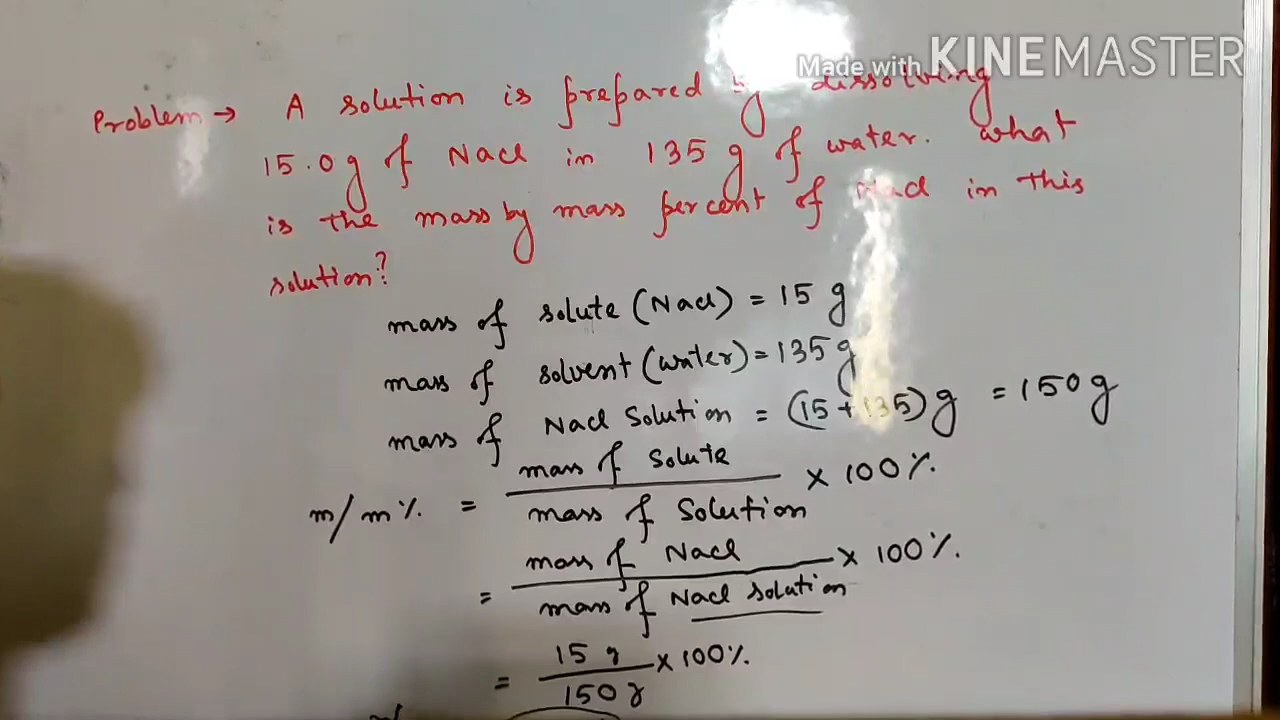 Made with KINEMASTER
Problem → A solution is prepared by dissolving
15.0g of Nacl in 135 g of water. What
is the mass by mass percent of Nacl in this
solution?
mass of solute (Nacl) = 15 g
mass of solvent (water) = 135g
mass of Nacl Solution = (15 + 135) g = 150g
m/m% = mass of Solute / mass of Solution × 100%.
= mass of Nacl / mass of Nacl solution × 100%.
= 15 g / 150 g × 100%.